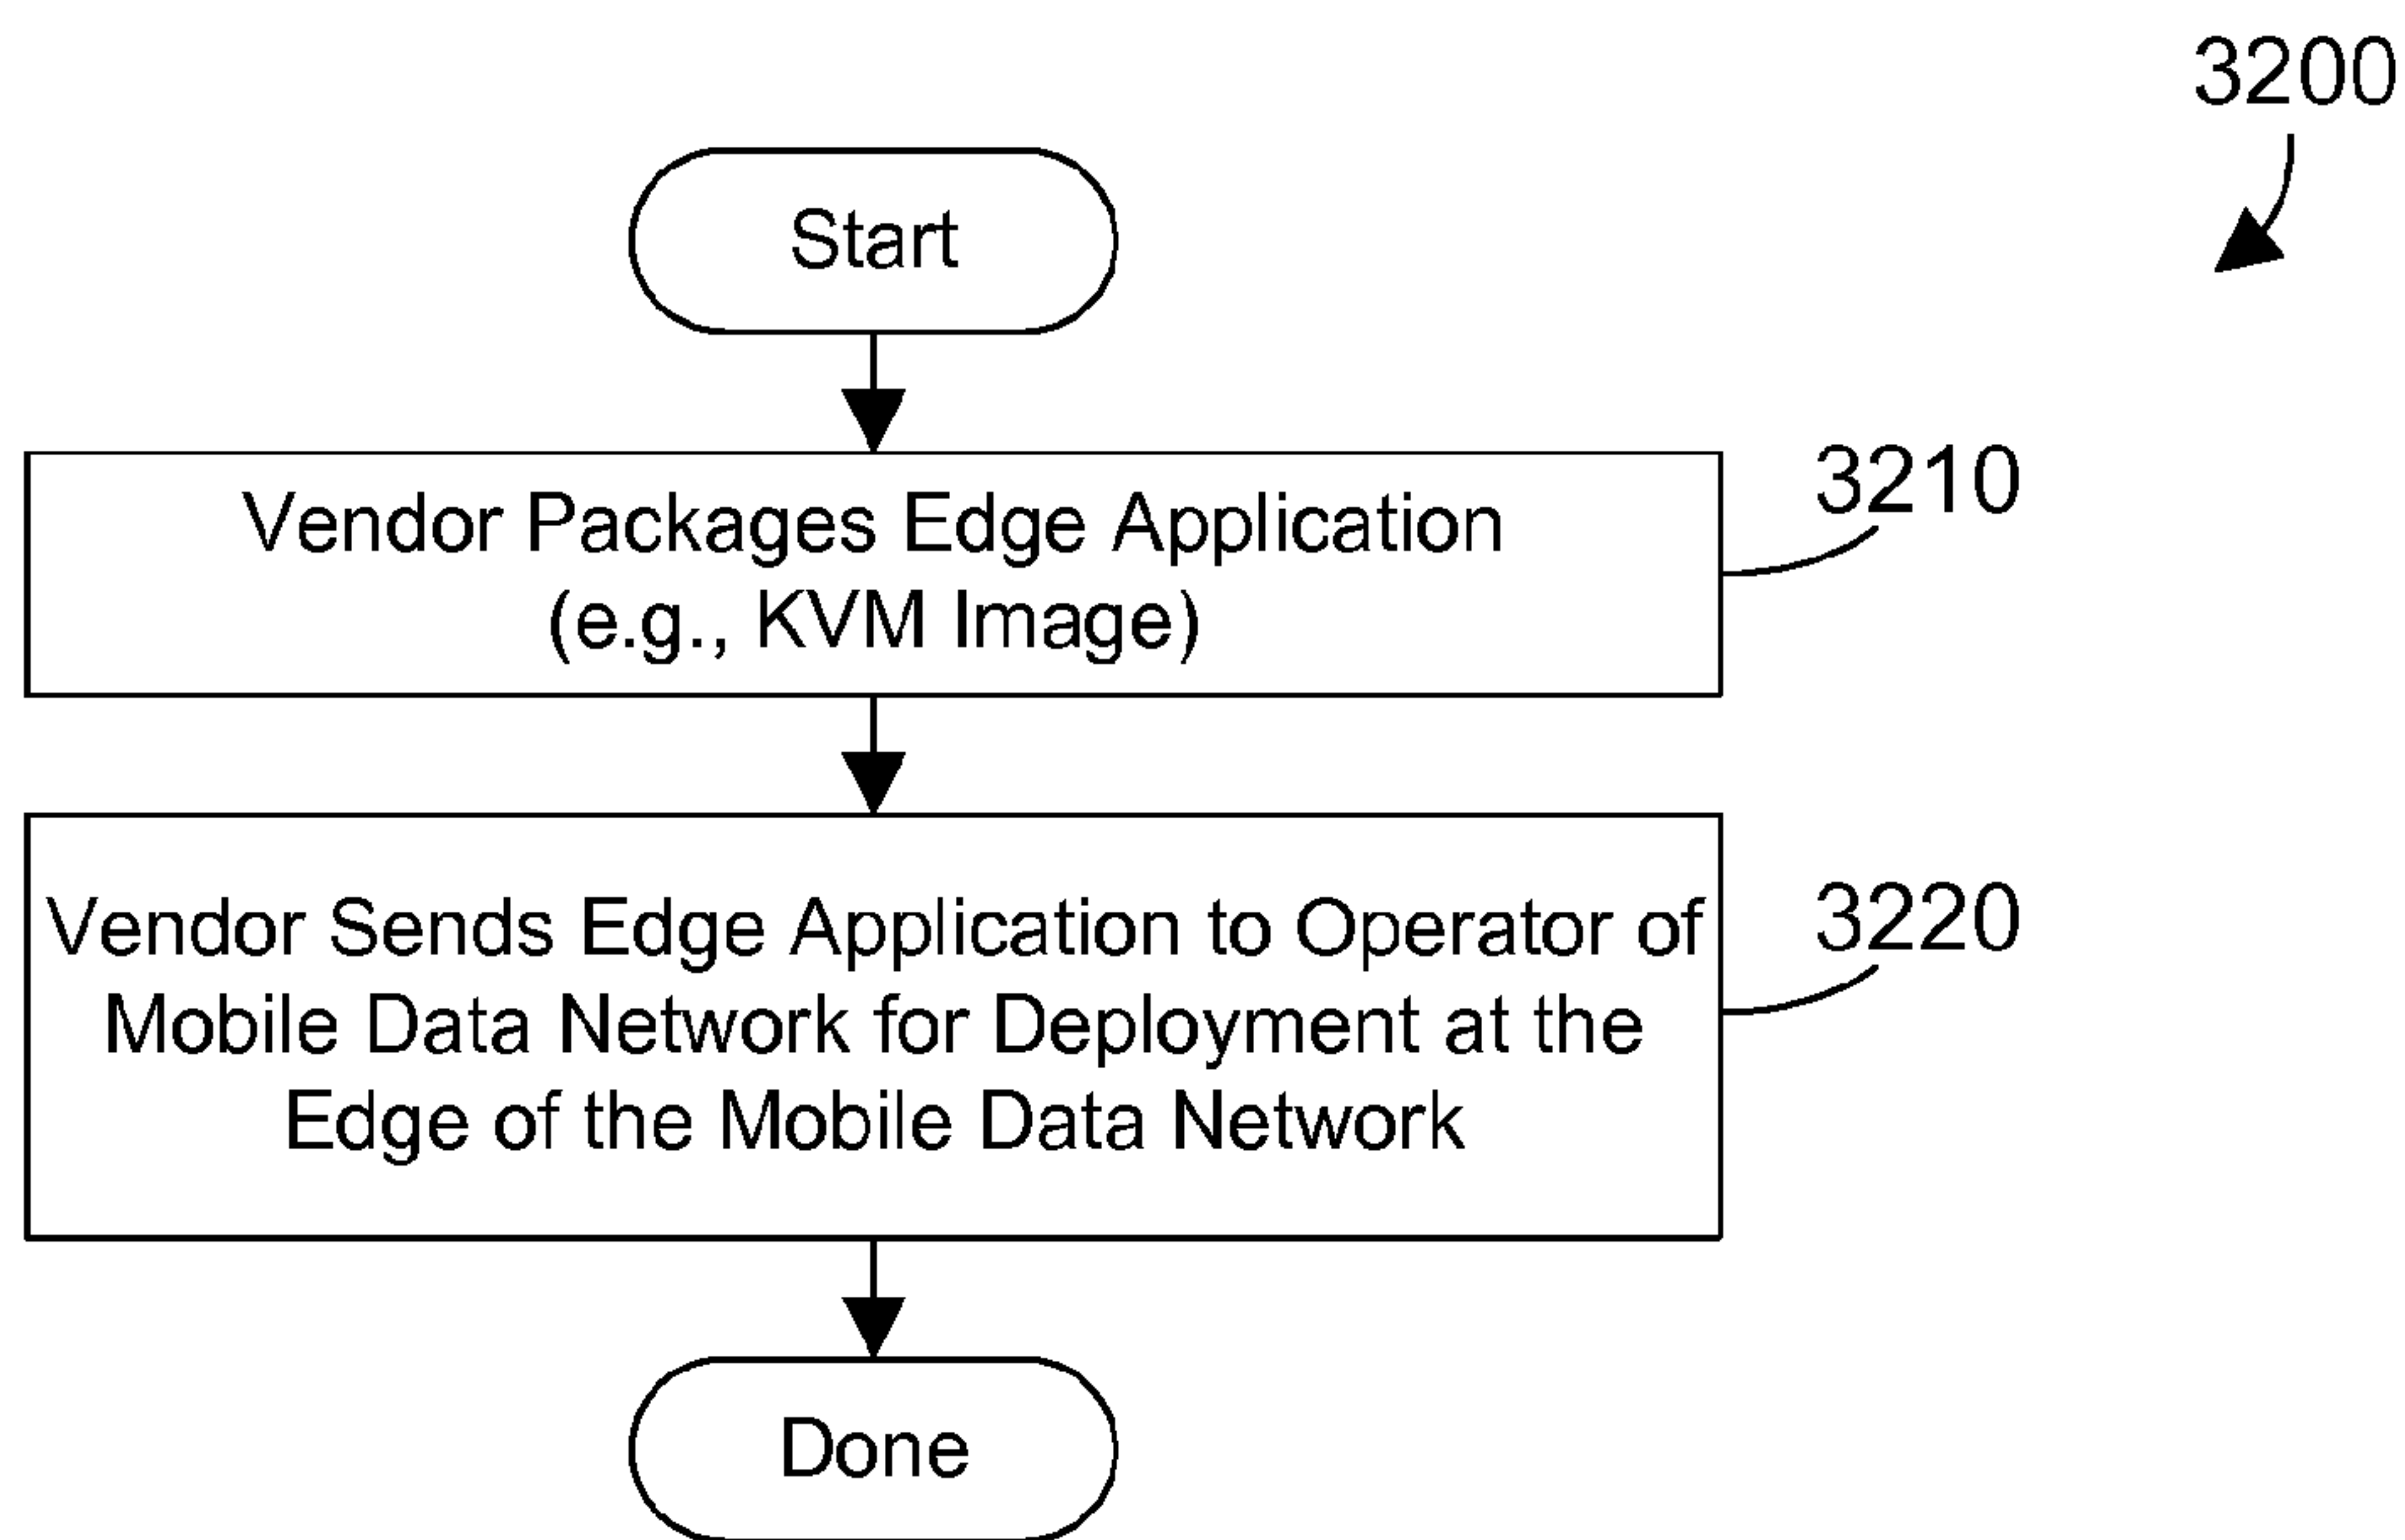 3200
Start
Vendor Packages Edge Application
(e.g., KVM Image)
3210
Vendor Sends Edge Application to Operator of
Mobile Data Network for Deployment at the
Edge of the Mobile Data Network
3220
Done